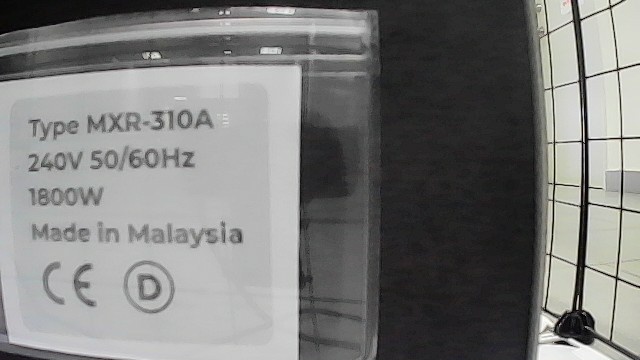 Type MXR-310A
240V 50/60Hz
1800W
Made in Malaysia
CE D